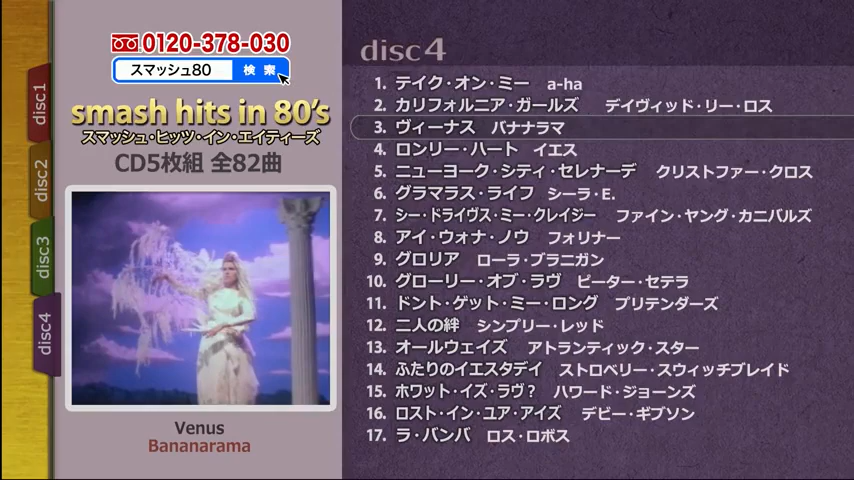 0120-378-030
スマッシュ80 検索
smash hits in 80's
スマッシュ・ヒッツ・イン・エイティーズ
CD5枚組 全82曲
disc1
disc2
disc3
disc4
Venus
Bananarama
disc4
1. テイク・オン・ミー a-ha
2. カリフォルニア・ガールズ デイヴィッド・リー・ロス
3. ヴィーナス バナナラマ
4. ロンリー・ハート イエス
5. ニューヨーク・シティ・セレナーデ クリストファー・クロス
6. グラマラス・ライフ シーラ・E.
7. シー・ドライヴス・ミー・クレイジー ファイン・ヤング・カニバルズ
8. アイ・ウォナ・ノウ フォリナー
9. グロリア ローラ・ブラニガン
10. グローリー・オブ・ラヴ ピーター・セテラ
11. ドント・ゲット・ミー・ロング プリテンダーズ
12. 二人の絆 シンプリー・レッド
13. オールウェイズ アトランティック・スター
14. ふたりのイエスタデイ ストロベリー・スウィッチブレイド
15. ホワット・イズ・ラヴ? ハワード・ジョーンズ
16. ロスト・イン・ユア・アイズ デビー・ギブソン
17. ラ・バンバ ロス・ロボス